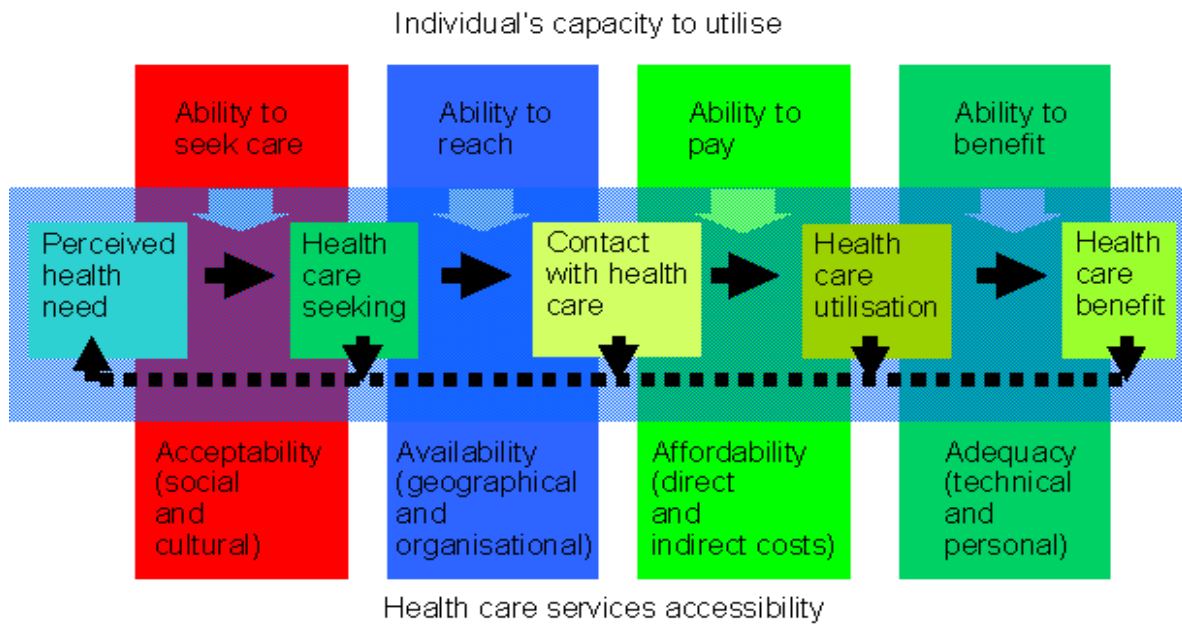 Individual's capacity to utilise
Ability to
seek care
Ability to
reach
Ability to
pay
Ability to
benefit
Perceived
health
need
Health
care
seeking
Contact
with health
care
Health
care
utilisation
Health
care
benefit
Acceptability
(social
and
cultural)
Availability
(geographical
and
organisational)
Affordability
(direct
and
indirect costs)
Adequacy
(technical
and
personal)
Health care services accessibility